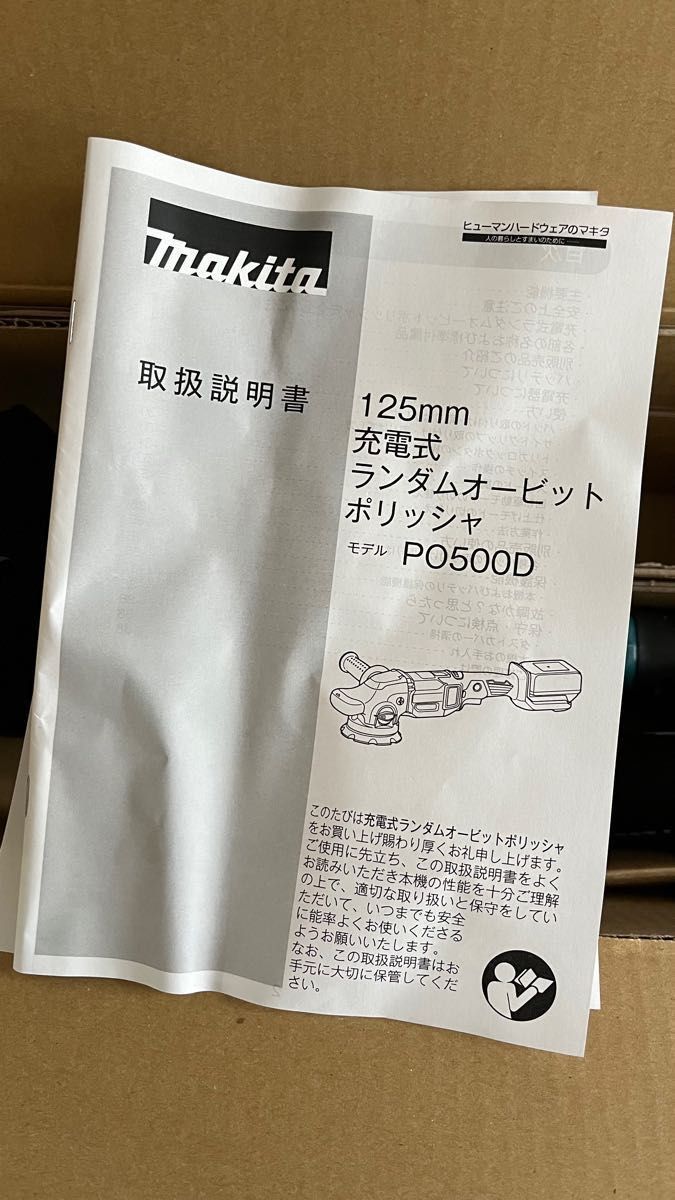 makita
ヒューマンハードウェアのマキタ
人の暮らしとすまいのために
取扱説明書
125mm
充電式
ランダムオービット
ポリッシャ
モデル PO500D
このたびは充電式ランダムオービットポリッシャ
をお買い上げ賜わり厚くお礼申し上げます。
ご使用に先立ち、この取扱説明書をよく
お読みいただき本機の性能を十分ご理解
の上で、適切な取り扱いと保守をしてい
ただいて、いつまでも安全
に能率よくお使いくださる
ようお願いいたします。
なお、この取扱説明書はお
手元に大切に保管してくだ
さい。